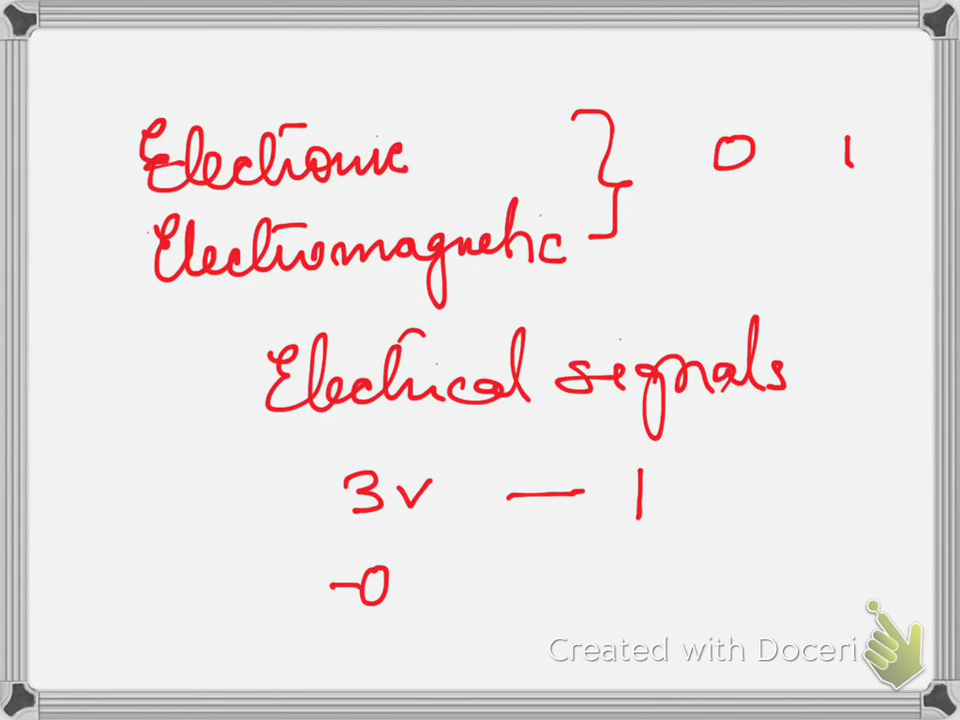 Electronic } 0 1
Electromagnetic
Electrical signals
3v — 1
-0
Created with Doceri